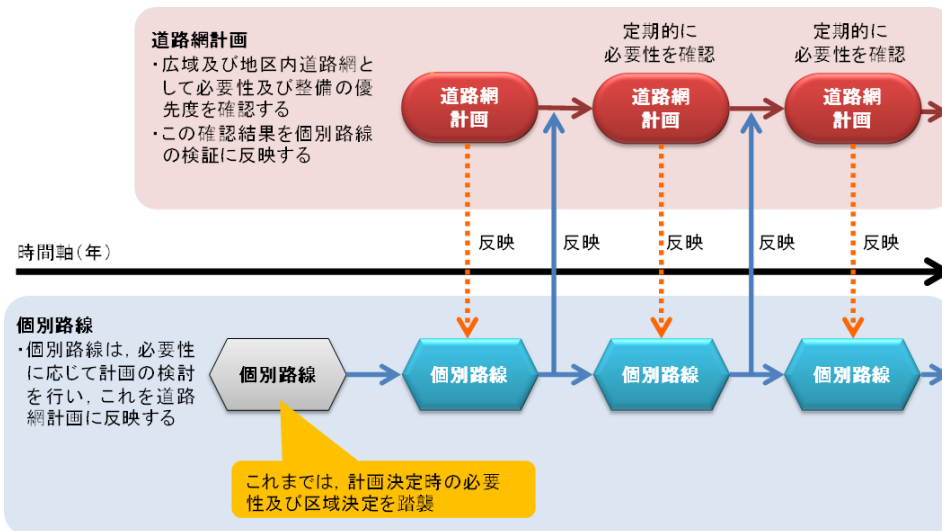 道路網計画
・広域及び地区内道路網と
して必要性及び整備の優
先度を確認する
・この確認結果を個別路線
の検証に反映する
定期的に
必要性を確認
定期的に
必要性を確認
道路網
計画
道路網
計画
道路網
計画
時間軸(年)
反映
反映
反映
反映
反映
個別路線
・個別路線は,必要性
に応じて計画の検討
を行い,これを道路
網計画に反映する
個別路線
個別路線
個別路線
個別路線
これまでは,計画決定時の必要
性及び区域決定を踏襲